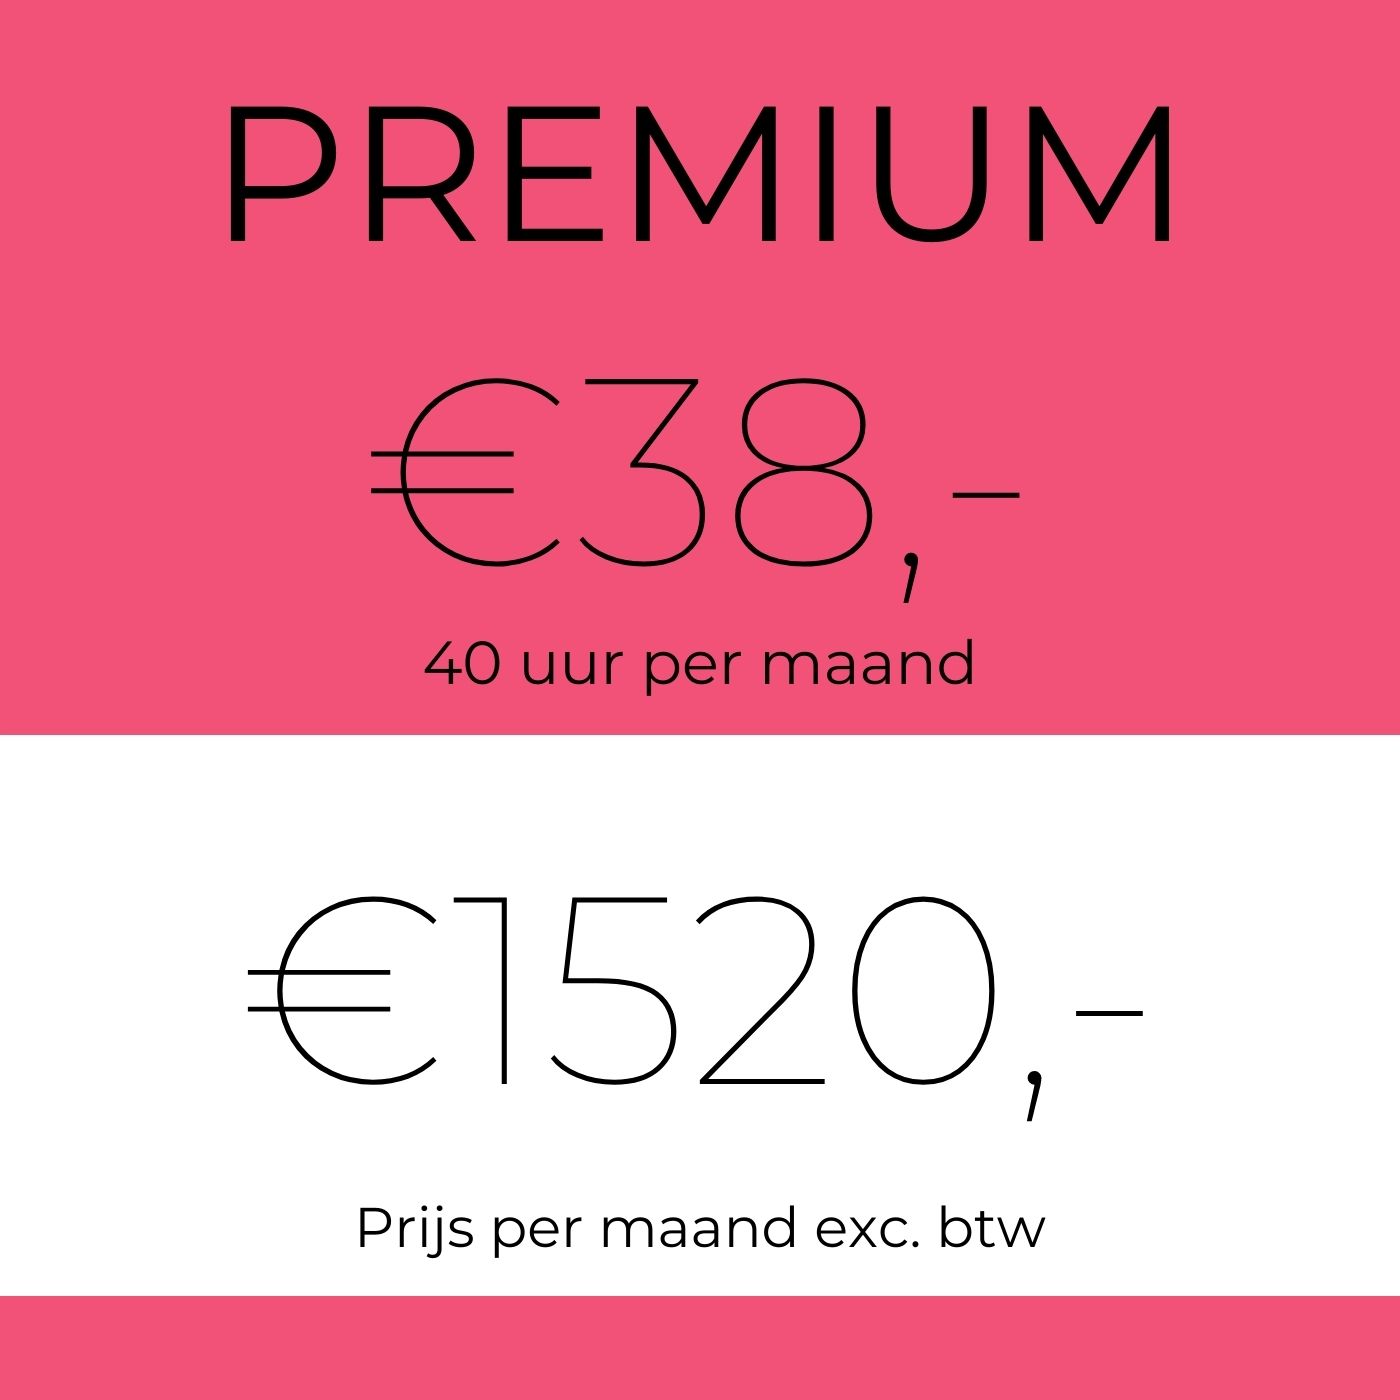 PREMIUM
€38,-
40 uur per maand
€1520,-
Prijs per maand exc. btw